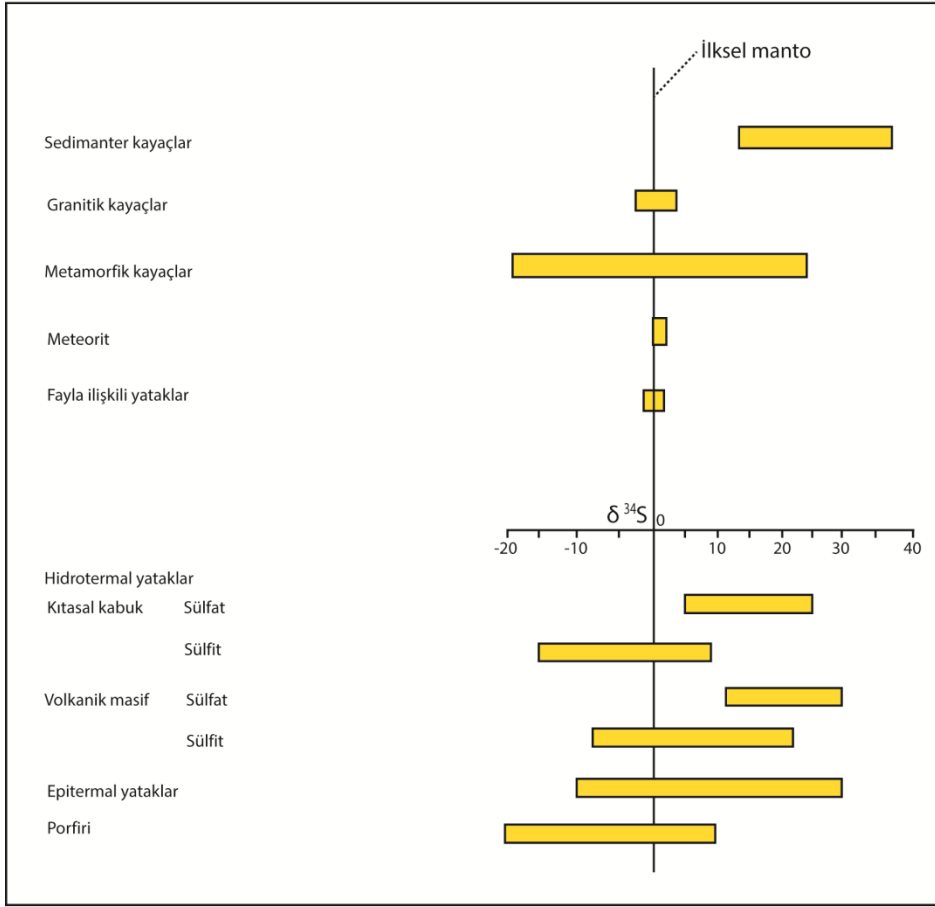 İlksel manto
Sedimanter kayaçlar
Granitik kayaçlar
Metamorfik kayaçlar
Meteorit
Fayla ilişkili yataklar
δ ³⁴S 0
-20 -10 10 20 30 40
Hidrotermal yataklar
Kıtasal kabuk Sülfat
Sülfit
Volkanik masif Sülfat
Sülfit
Epitermal yataklar
Porfiri